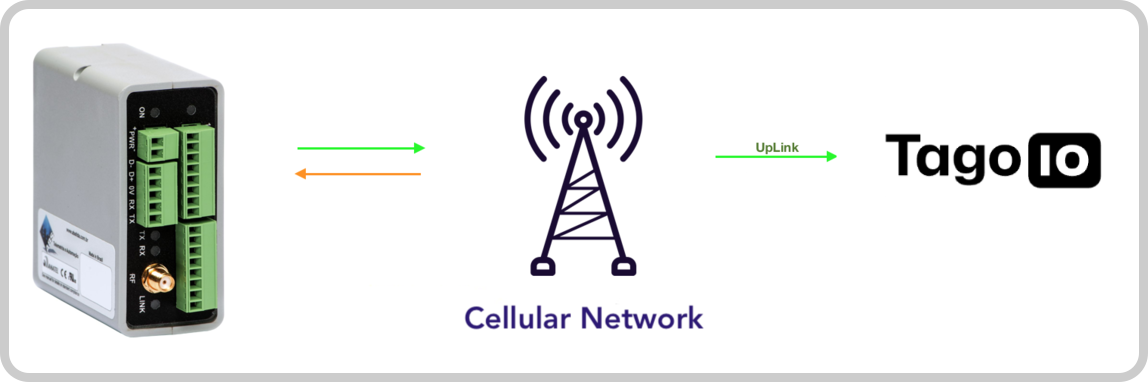 ON
+PWR-
D- D+ 0V RX TX
TX
RX
RF
LINK
UpLink
Tago IO
Cellular Network